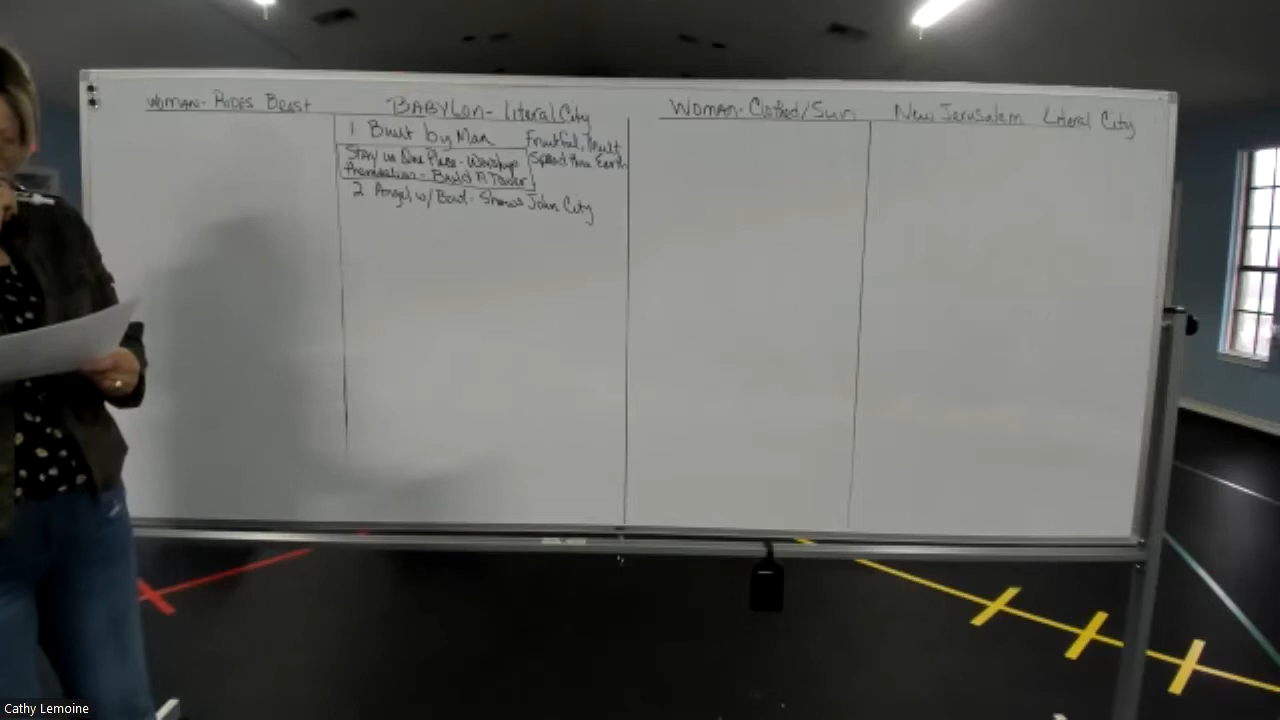 Woman- Rides Beast
BABYLON- Literal City
Woman- Clothed/Sun
New Jerusalem Literal City
1 Built by Man
Fruitful, Mult
Stay in One Place- Worship
Spread thru Earth
themselves- Build A Tower
2 Angel w/Bowl- Shows John City
Cathy Lemoine